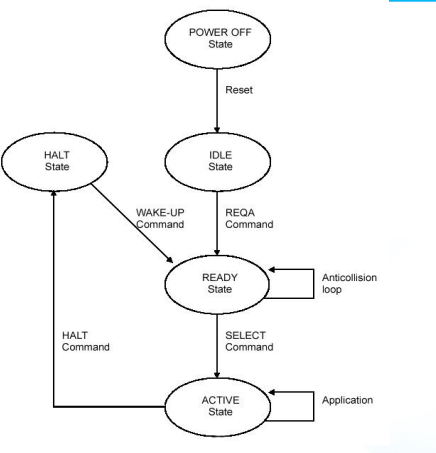 POWER OFF
State
Reset
HALT
State
IDLE
State
WAKE-UP
Command
REQA
Command
READY
State
Anticollision
loop
HALT
Command
SELECT
Command
ACTIVE
State
Application